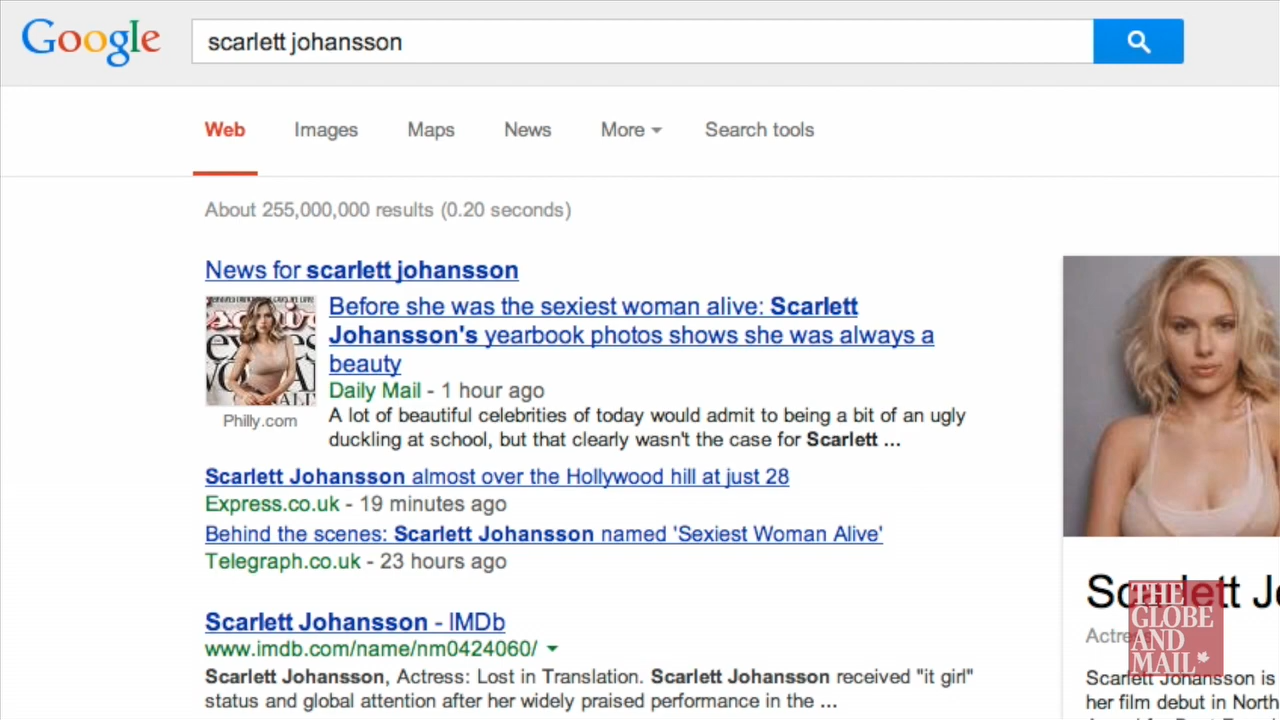 Google
scarlett johansson
Web Images Maps News More Search tools
About 255,000,000 results (0.20 seconds)
News for scarlett johansson
Before she was the sexiest woman alive: Scarlett
Johansson's yearbook photos shows she was always a
beauty
Daily Mail - 1 hour ago
A lot of beautiful celebrities of today would admit to being a bit of an ugly
duckling at school, but that clearly wasn't the case for Scarlett ...
Philly.com
Scarlett Johansson almost over the Hollywood hill at just 28
Express.co.uk - 19 minutes ago
Behind the scenes: Scarlett Johansson named 'Sexiest Woman Alive'
Telegraph.co.uk - 23 hours ago
Scarlett Johansson - IMDb
www.imdb.com/name/nm0424060/
Scarlett Johansson, Actress: Lost in Translation. Scarlett Johansson received "it girl"
status and global attention after her widely praised performance in the ...
Scarlett Jo
Actre
Scarlett Johansson is
her film debut in North
THE
GLOBE
AND
MAIL